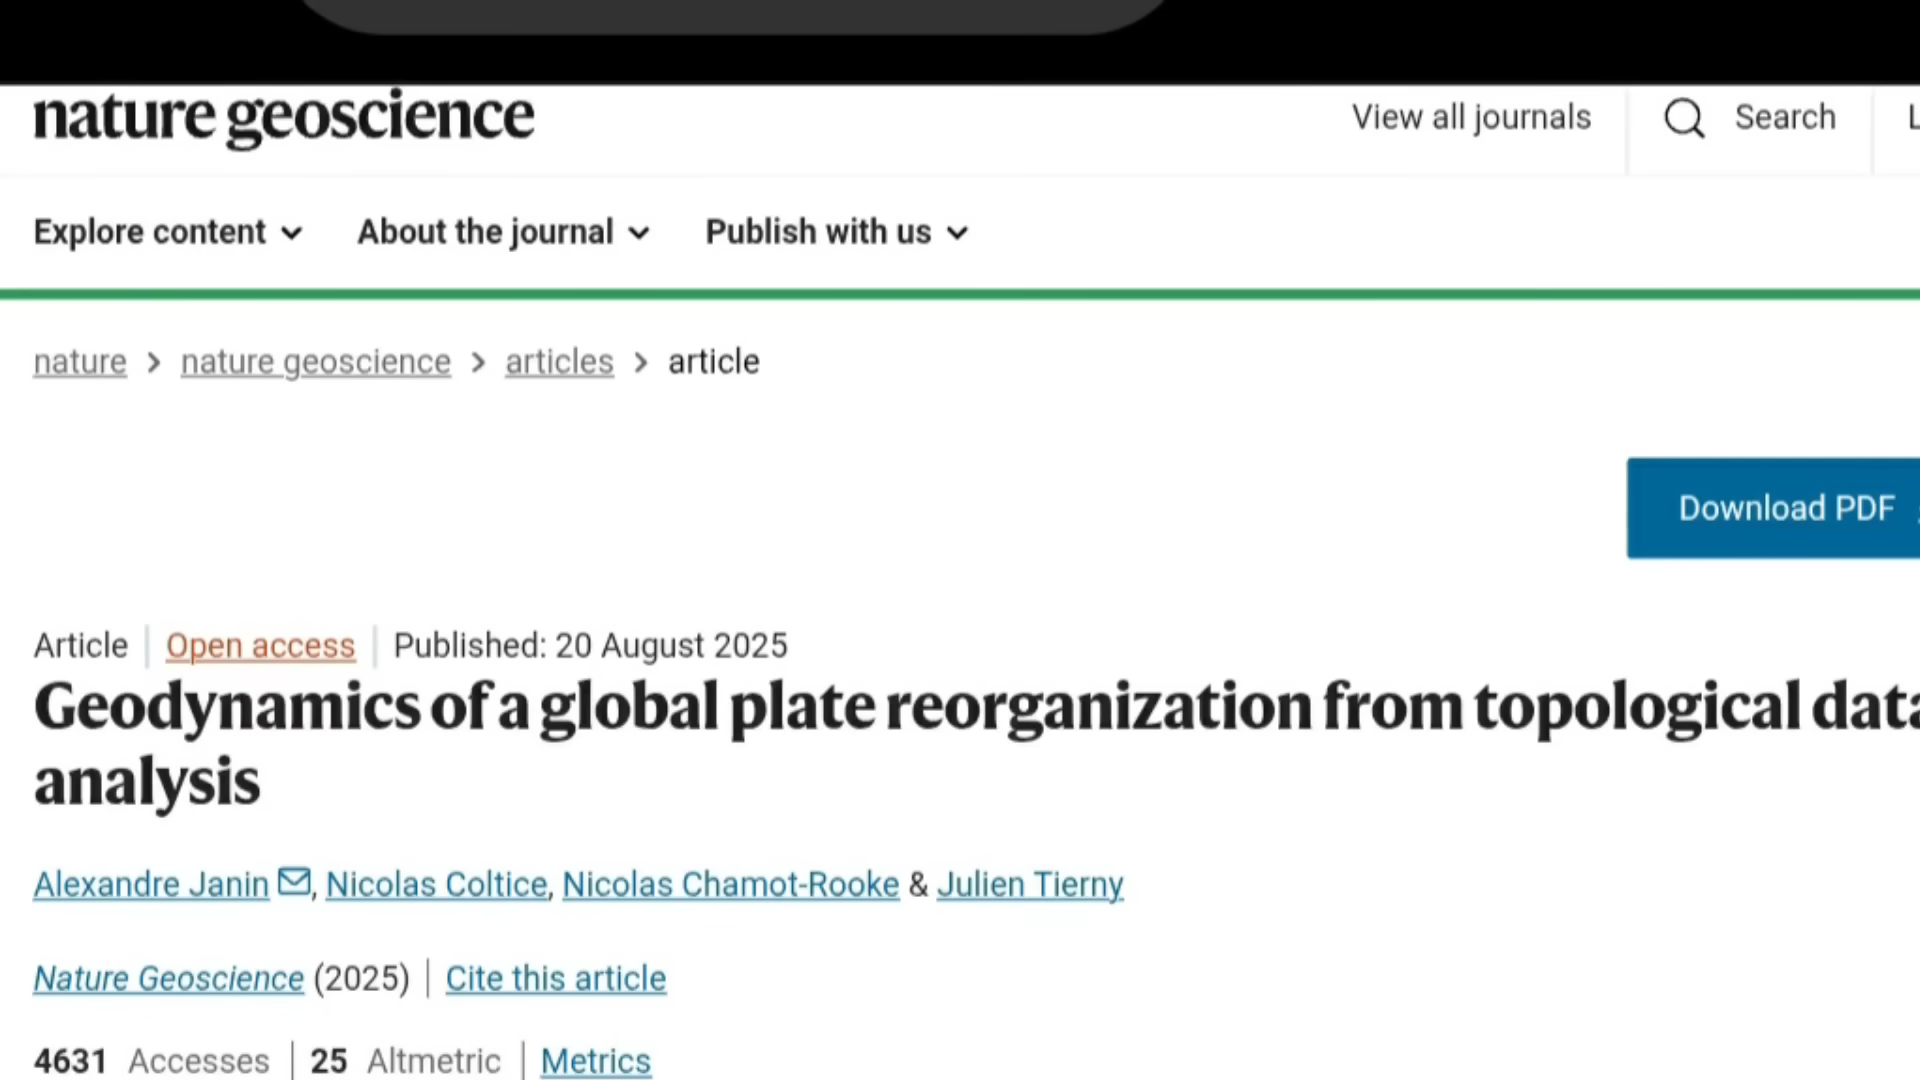 nature geoscience View all journals Search
Explore content About the journal Publish with us
nature > nature geoscience > articles > article
Download PDF
Article | Open access | Published: 20 August 2025
Geodynamics of a global plate reorganization from topological data
analysis
Alexandre Janin, Nicolas Coltice, Nicolas Chamot-Rooke & Julien Tierny
Nature Geoscience (2025) | Cite this article
4631 Accesses | 25 Altmetric | Metrics